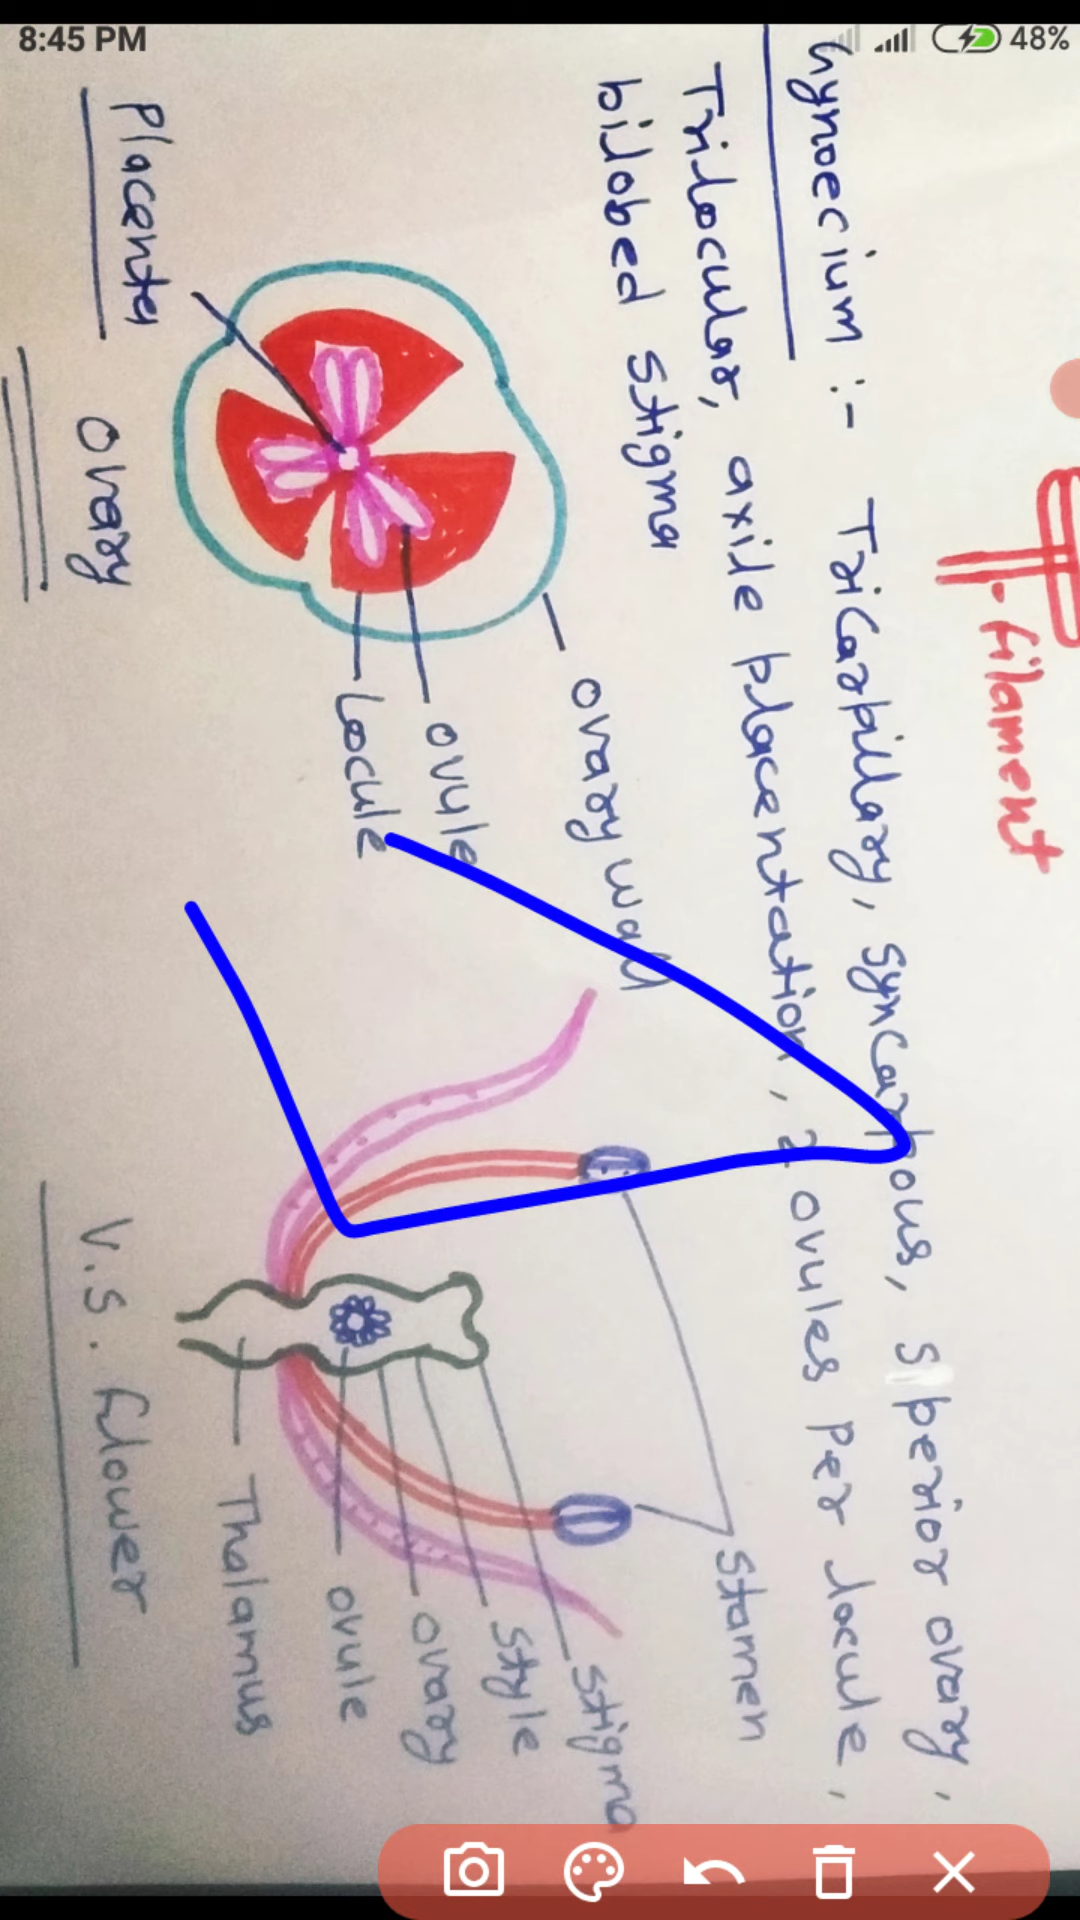 8:45 PM
48%
filament
Gynoecium :- Tricarpillary, syncarpous, superior ovary,
Trilocular, axile placentation, 2 ovules per locule,
bilobed stigma
ovary wall
ovule
Locule
Placenta
ovary
Stamen
Stigma
Style
ovary
ovule
Thalamus
V.S. flower